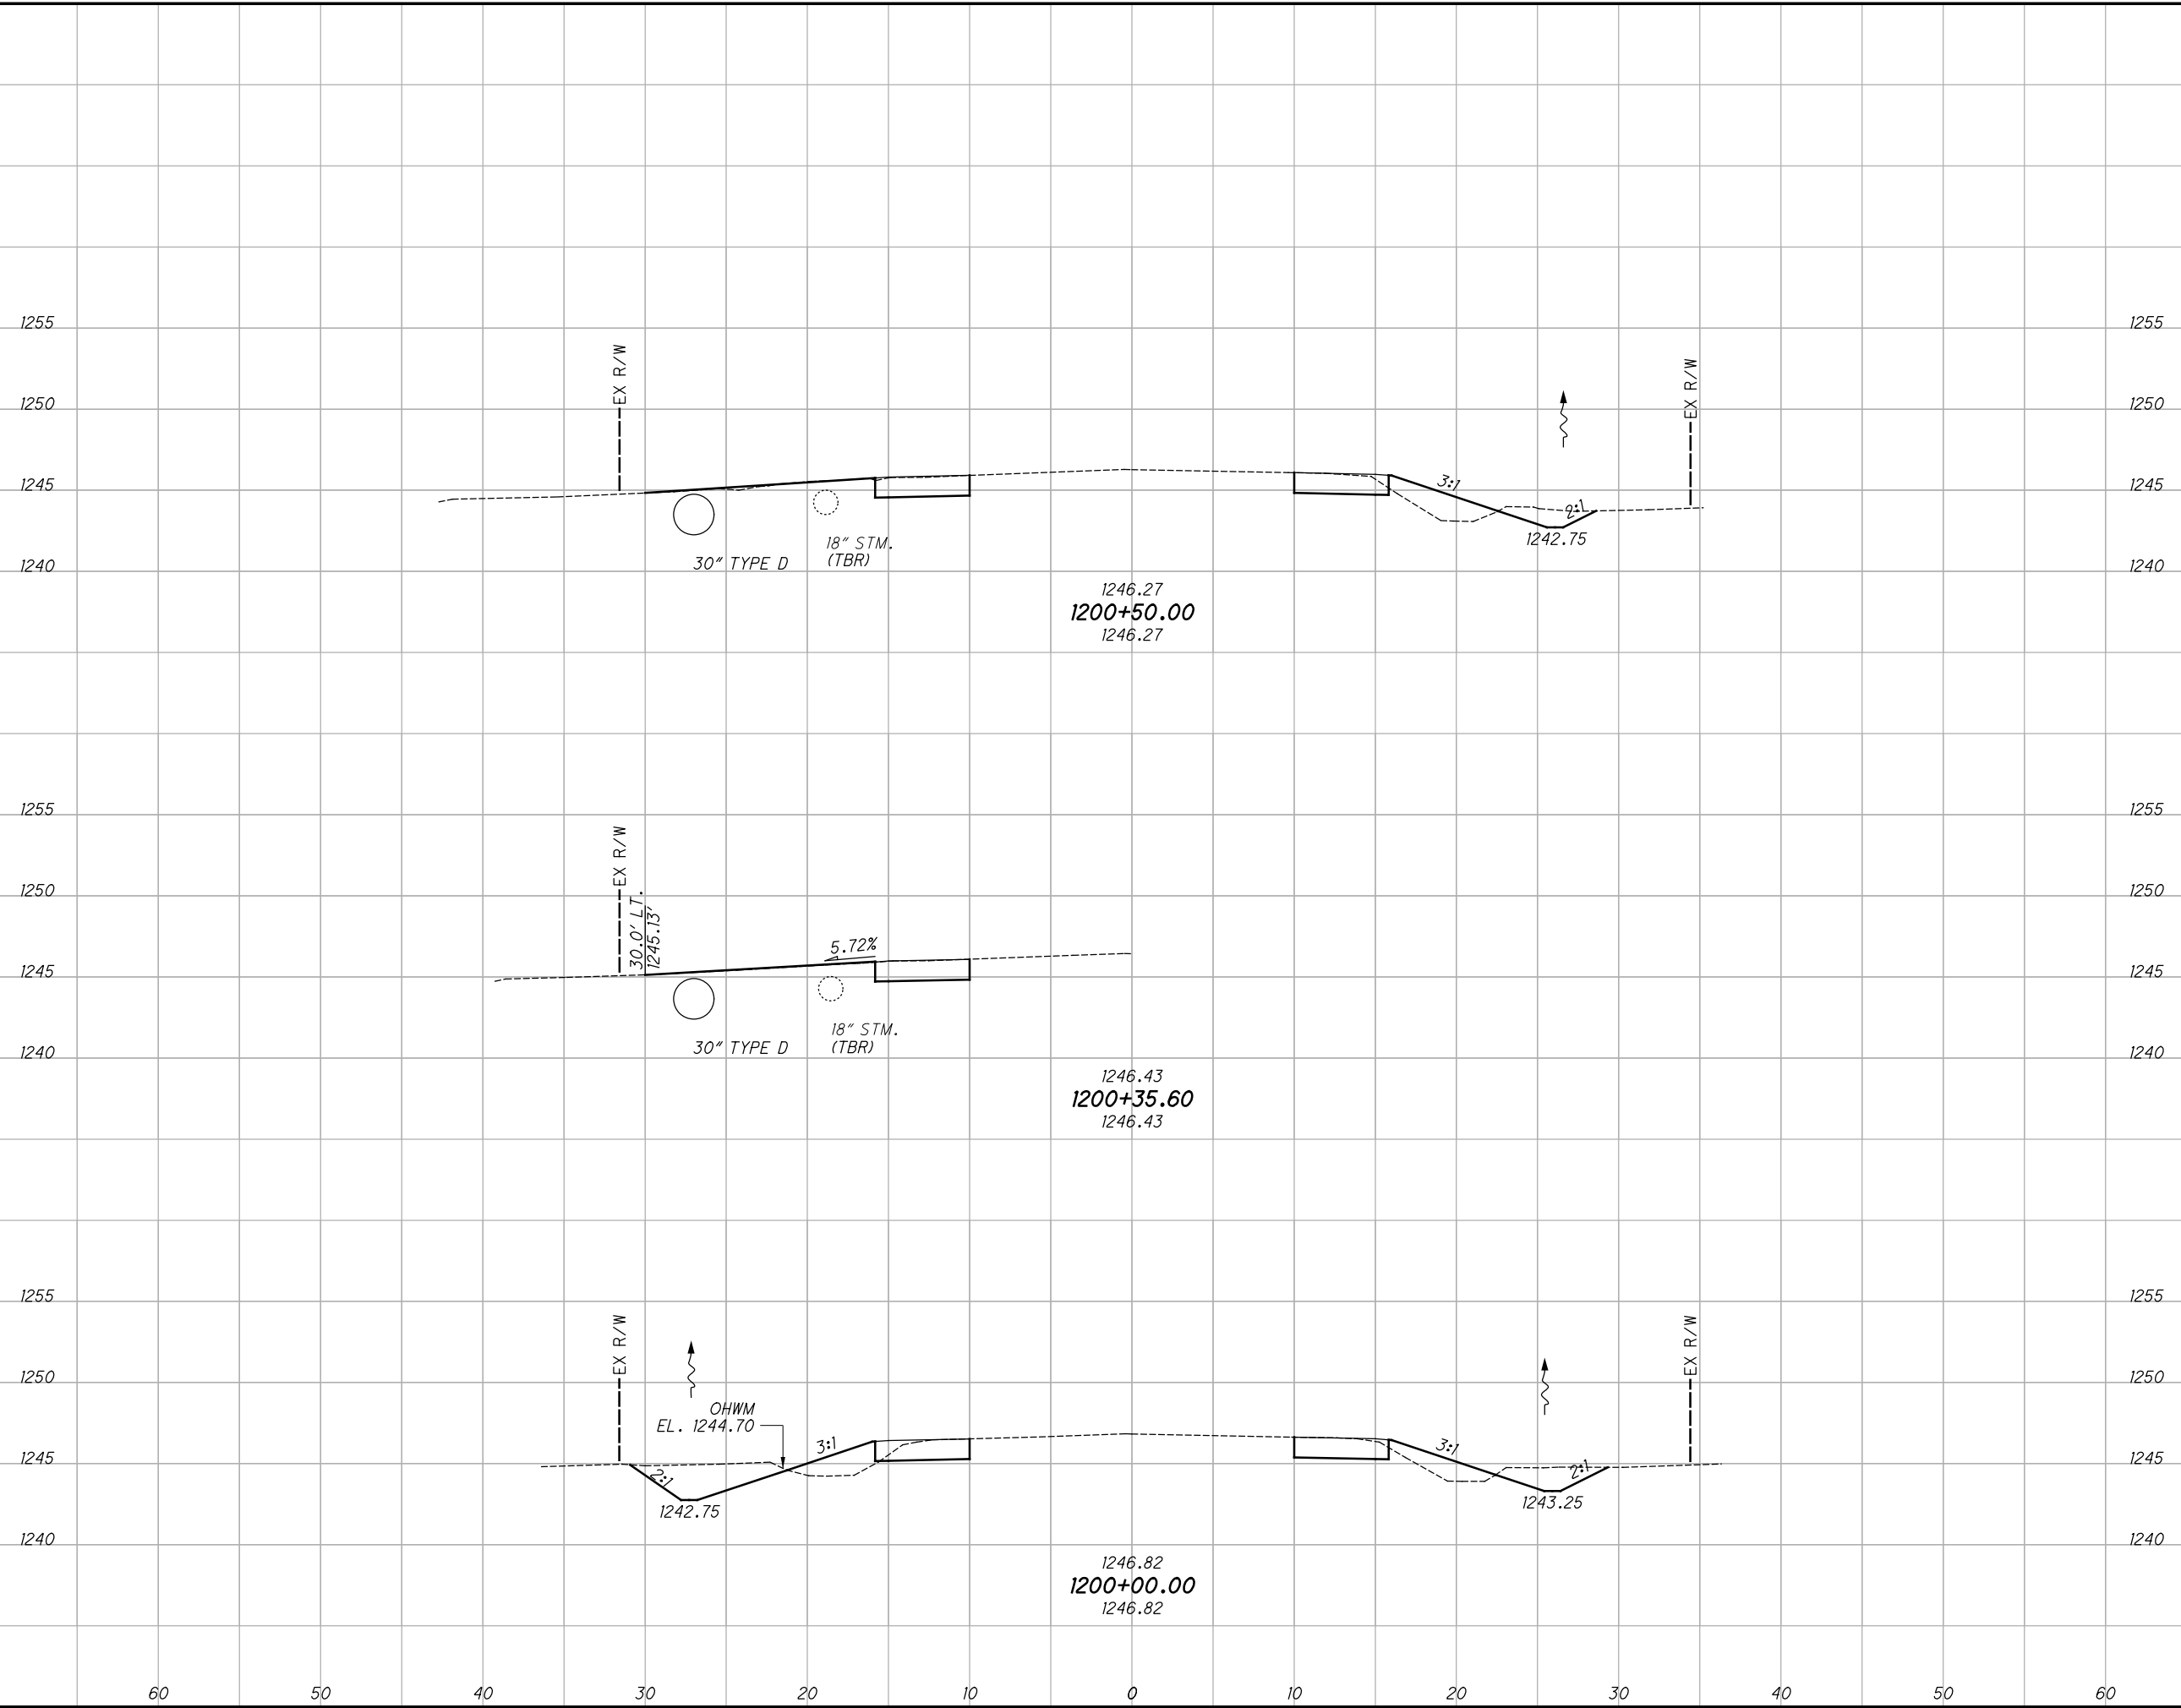 1255 1255
EX R/W EX R/W
1250 1250
1245 1245
3:1 2:1
1242.75
18" STM.
(TBR)
30" TYPE D
1240 1240
1246.27
1200+50.00
1246.27
1255 1255
EX R/W
1250 1250
30.0' LT.
1245.13'
5.72%
1245 1245
18" STM.
(TBR)
30" TYPE D
1240 1240
1246.43
1200+35.60
1246.43
1255 1255
EX R/W EX R/W
1250 1250
OHWM
EL. 1244.70
3:1 3:1
1245 1245
2:1 2:1
1242.75 1243.25
1240 1240
1246.82
1200+00.00
1246.82
60 50 40 30 20 10 0 10 20 30 40 50 60